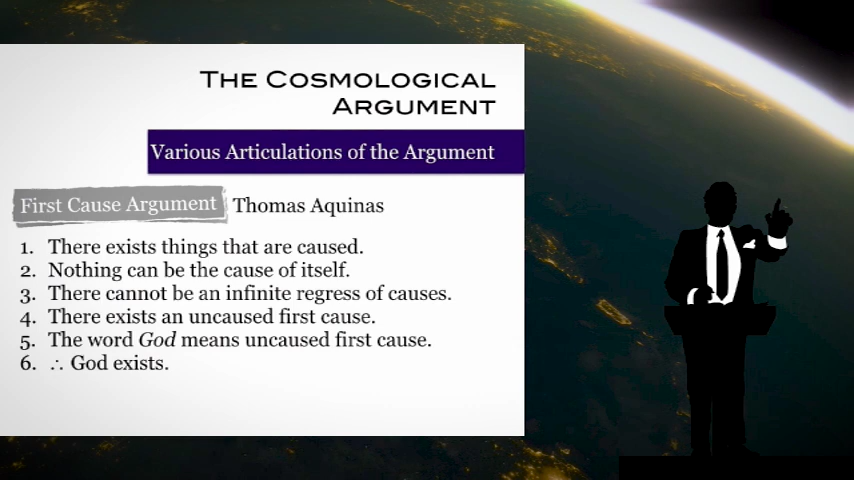 THE COSMOLOGICAL
ARGUMENT
Various Articulations of the Argument
First Cause Argument Thomas Aquinas
1. There exists things that are caused.
2. Nothing can be the cause of itself.
3. There cannot be an infinite regress of causes.
4. There exists an uncaused first cause.
5. The word God means uncaused first cause.
6. ∴ God exists.